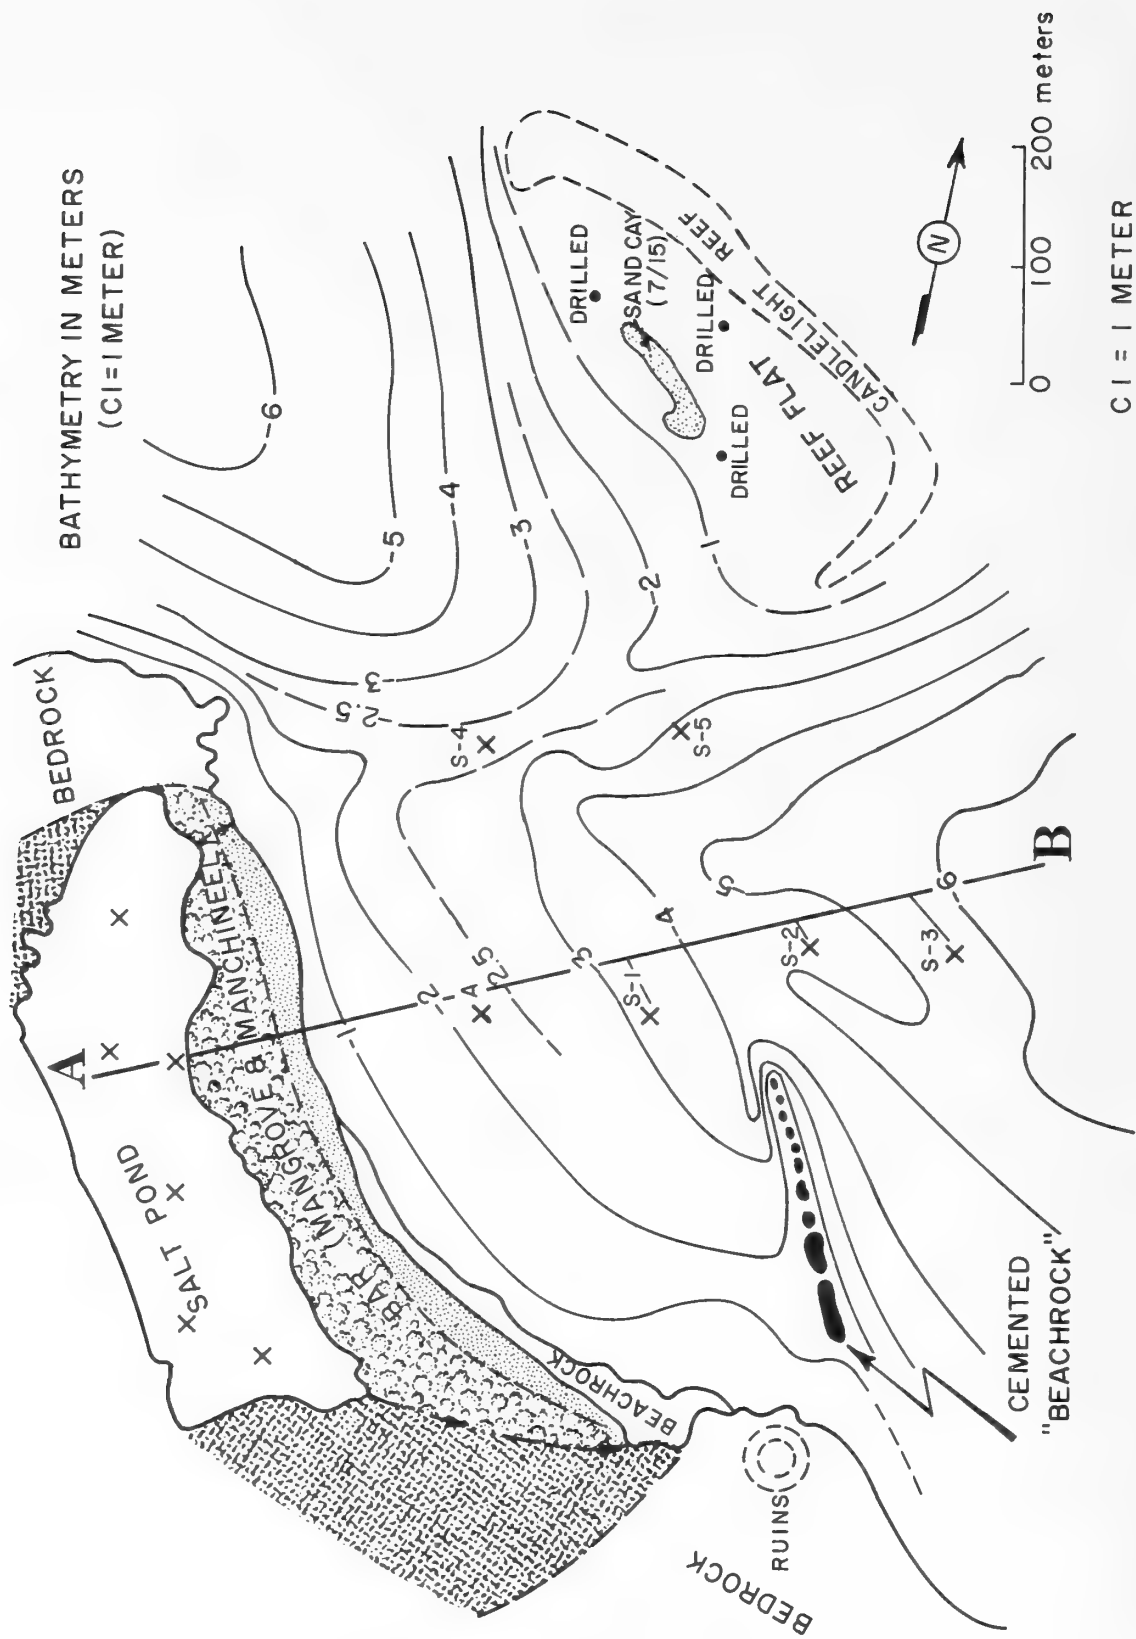 BATHYMETRY IN METERS
(CI=1 METER)
BEDROCK
SALT POND
BAR (MANGROVE & MANCHINEEL)
BEACHROCK
BEDROCK
RUINS
CEMENTED
"BEACHROCK"
A
B
1
2
2.5
3
4
5
6
A
S-1
S-2
S-3
S-4
S-5
2.5
3
1
2
3
4
5
6
DRILLED
SAND CAY
(7/15)
DRILLED
DRILLED
REEF FLAT
CANDLELIGHT REEF
N
0 100 200 meters
CI = 1 METER